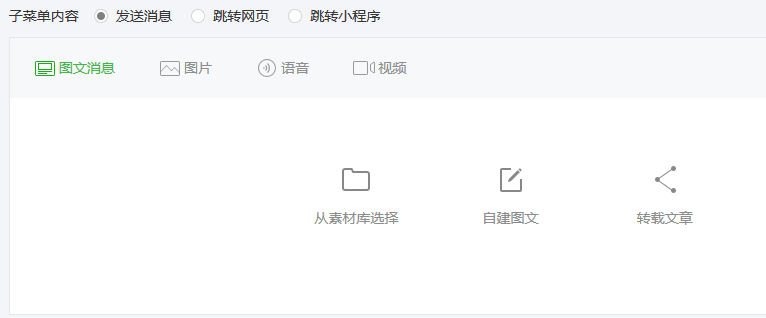 子菜单内容 发送消息 跳转网页 跳转小程序
图文消息 图片 语音 视频
从素材库选择 自建图文 转载文章